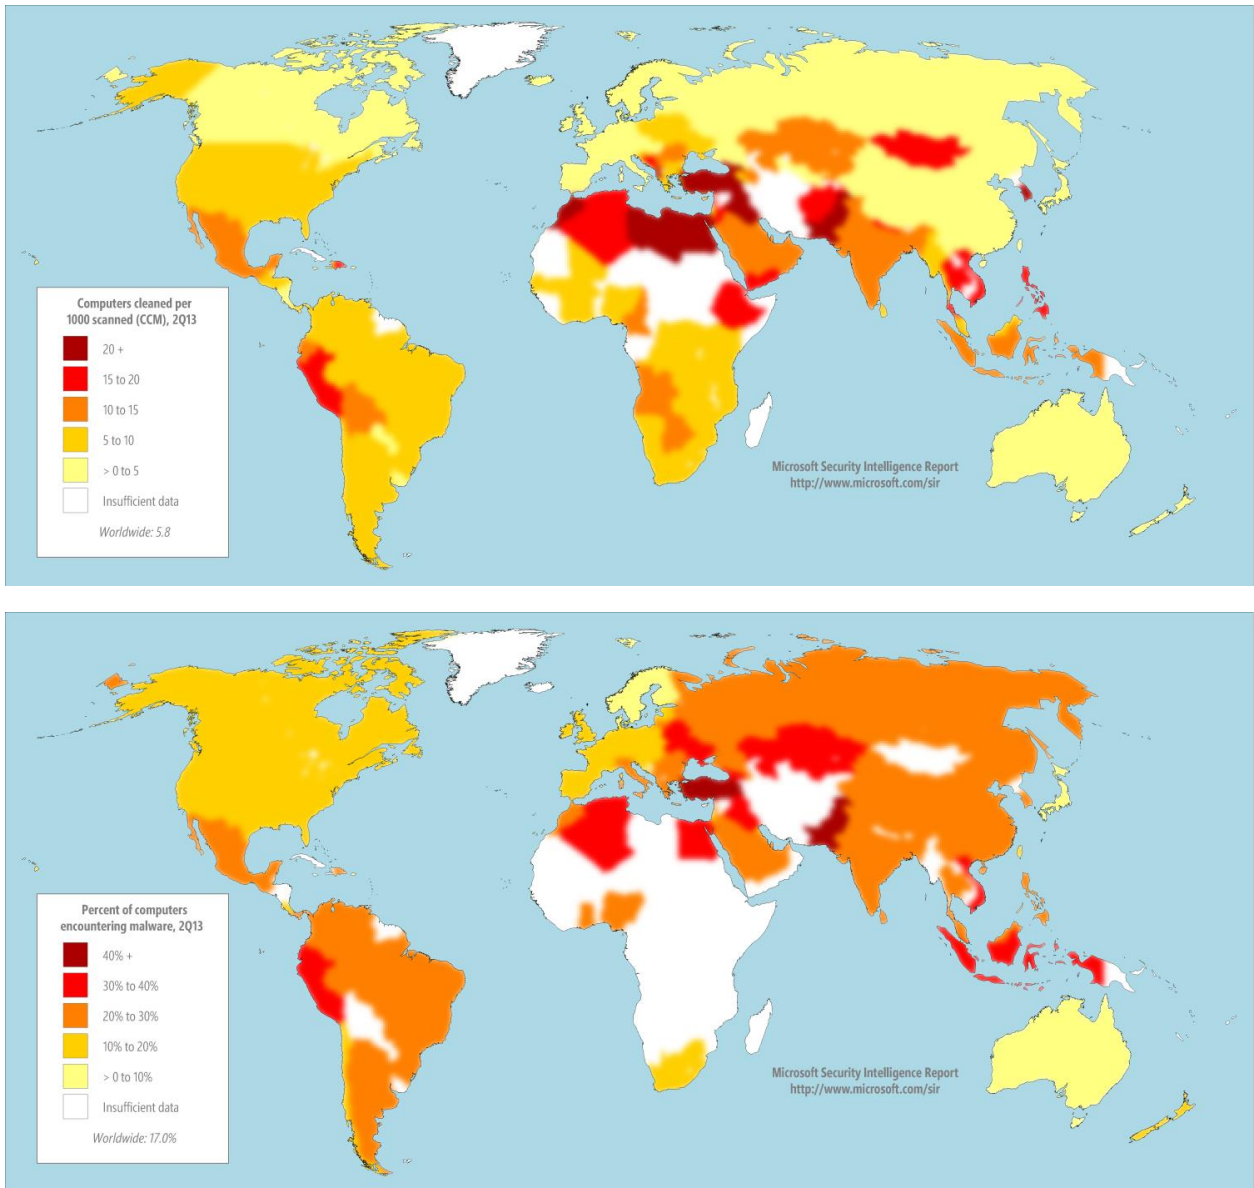 Computers cleaned per
1000 scanned (CCM), 2Q13
20 +
15 to 20
10 to 15
5 to 10
> 0 to 5
Insufficient data
Worldwide: 5.8
Microsoft Security Intelligence Report
http://www.microsoft.com/sir
Percent of computers
encountering malware, 2Q13
40% +
30% to 40%
20% to 30%
10% to 20%
> 0 to 10%
Insufficient data
Worldwide: 17.0%
Microsoft Security Intelligence Report
http://www.microsoft.com/sir